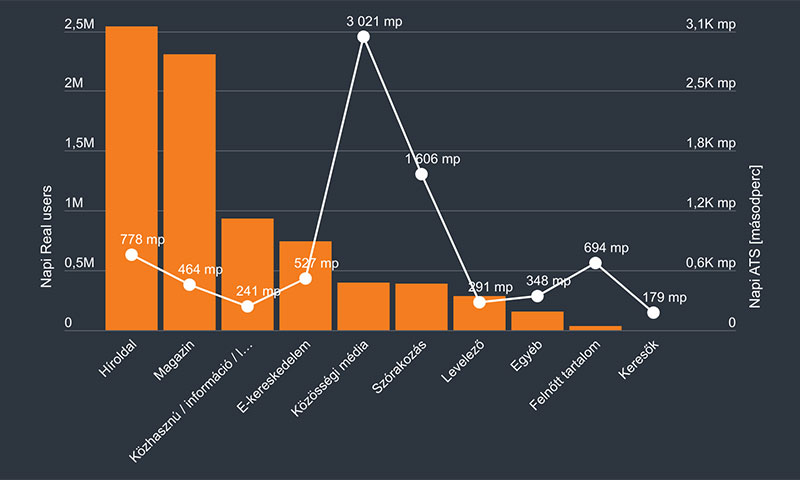 3 021 mp
2,5M
3,1K mp
2M
2,5K mp
1,5M
1,8K mp
1 606 mp
1M
1,2K mp
778 mp
694 mp
0,5M
464 mp
241 mp
527 mp
291 mp
348 mp
179 mp
0,6K mp
0
0
Napi Real users
Napi ATS [másodperc]
Híroldal
Magazin
Közhasznú / információ / I...
E-kereskedelem
Közösségi média
Szórakozás
Levelező
Egyéb
Felnőtt tartalom
Keresők